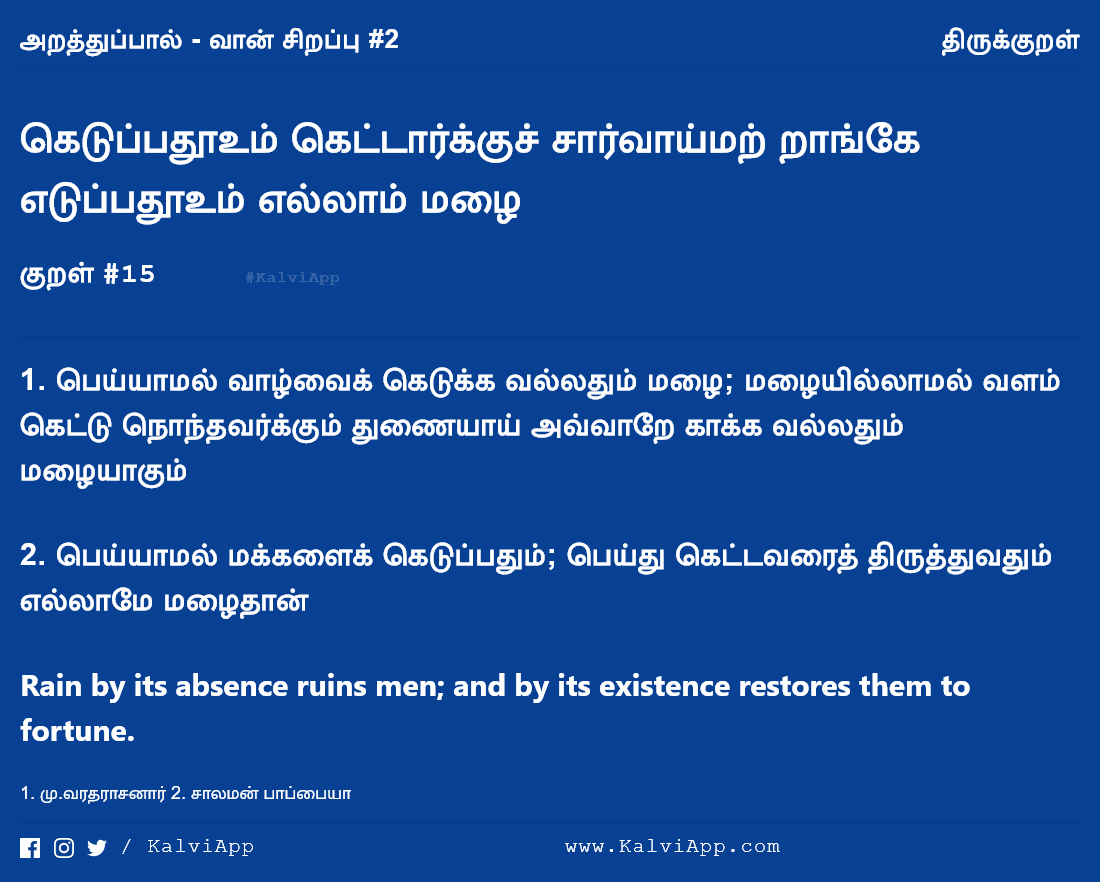 அறத்துப்பால் - வான் சிறப்பு #2 திருக்குறள்
கெடுப்பதூஉம் கெட்டார்க்குச் சார்வாய்மற் றாங்கே
எடுப்பதூஉம் எல்லாம் மழை
குறள் #15 #KalviApp
1. பெய்யாமல் வாழ்வைக் கெடுக்க வல்லதும் மழை; மழையில்லாமல் வளம்
கெட்டு நொந்தவர்க்கும் துணையாய் அவ்வாறே காக்க வல்லதும்
மழையாகும்
2. பெய்யாமல் மக்களைக் கெடுப்பதும்; பெய்து கெட்டவரைத் திருத்துவதும்
எல்லாமே மழைதான்
Rain by its absence ruins men; and by its existence restores them to
fortune.
1. மு.வரதராசனார் 2. சாலமன் பாப்பையா
/ KalviApp www.KalviApp.com